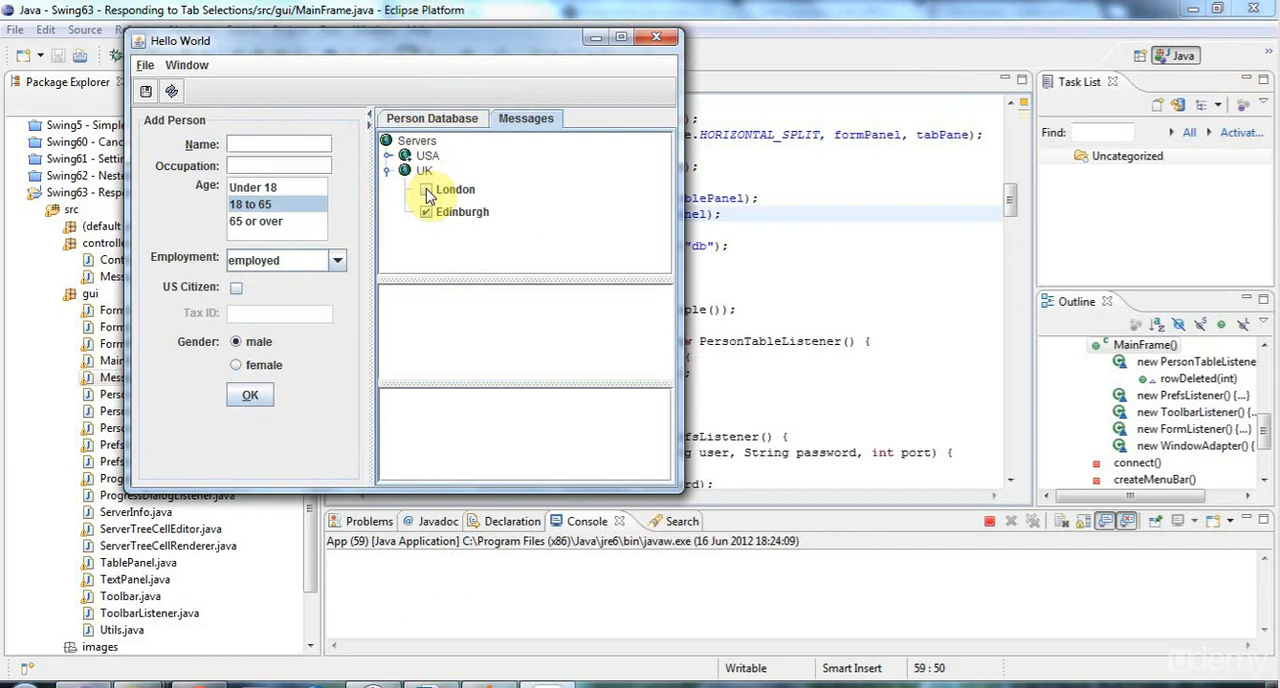 Java - Swing63 - Responding to Tab Selections/src/gui/MainFrame.java - Eclipse Platform
File Edit Source
Hello World
File Window
Java
Package Explorer
Swing5 - Simple
Swing60 - Canc
Swing61 - Settin
Swing62 - Neste
Swing63 - Respo
src
(default
controlle
Cont
Mess
gui
Form
Form
Form
Main
Mess
Perso
Perso
Perso
Prefs
Prefs
Prog
ProgressDialogListener.java
ServerInfo.java
ServerTreeCellEditor.java
ServerTreeCellRenderer.java
TablePanel.java
TextPanel.java
Toolbar.java
ToolbarListener.java
Utils.java
images
Add Person
Name:
Occupation:
Age:
Under 18
18 to 65
65 or over
Employment:
employed
US Citizen:
Tax ID:
Gender:
male
female
OK
Person Database
Messages
Servers
USA
UK
London
Edinburgh
);
e.HORIZONTAL_SPLIT, formPanel, tabPane);
);
blePanel);
nel);
"db");
ple());
w PersonTableListener() {
{
;
fsListener() {
g user, String password, int port) {
rd);
Task List
Find:
All
Activat...
Uncategorized
Outline
MainFrame()
new PersonTableListene
rowDeleted(int)
new PrefsListener() {...}
new ToolbarListener() {...
new FormListener() {...}
new WindowAdapter() {
connect()
createMenuBar()
Problems
Javadoc
Declaration
Console
Search
App (59) [Java Application] C:\Program Files (x86)\Java\jre6\bin\javaw.exe (16 Jun 2012 18:24:09)
Writable
Smart Insert
59 : 50
udemy